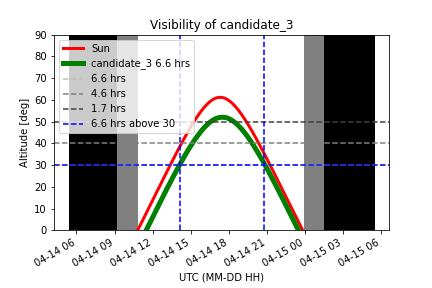 Visibility of candidate_3
90
80
70
60
50
40
30
20
10
0
Altitude [deg]
Sun
candidate_3 6.6 hrs
6.6 hrs
4.6 hrs
1.7 hrs
6.6 hrs above 30
04-14 06
04-14 09
04-14 12
04-14 15
04-14 18
04-14 21
04-15 00
04-15 03
04-15 06
UTC (MM-DD HH)